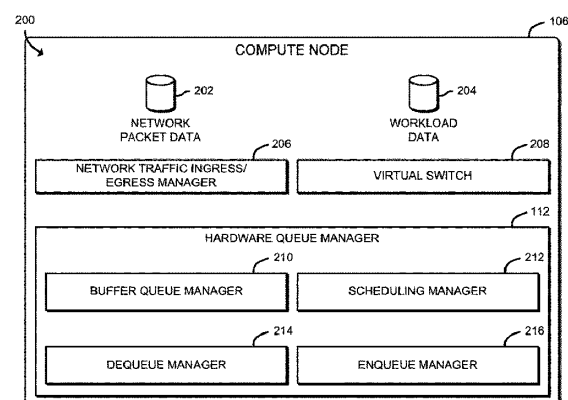 200
106
COMPUTE NODE
202
204
NETWORK
PACKET DATA
WORKLOAD
DATA
206
208
NETWORK TRAFFIC INGRESS/
EGRESS MANAGER
VIRTUAL SWITCH
112
HARDWARE QUEUE MANAGER
210
212
BUFFER QUEUE MANAGER
SCHEDULING MANAGER
214
216
DEQUEUE MANAGER
ENQUEUE MANAGER